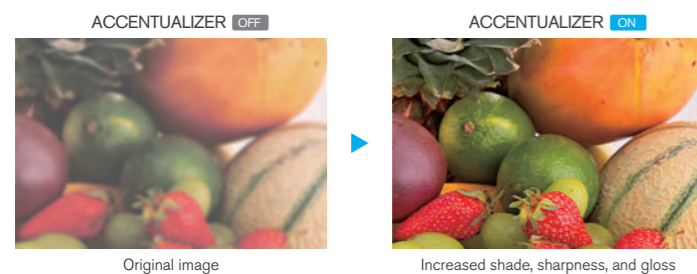 ACCENTUALIZER OFF
ACCENTUALIZER ON
Original image
Increased shade, sharpness, and gloss